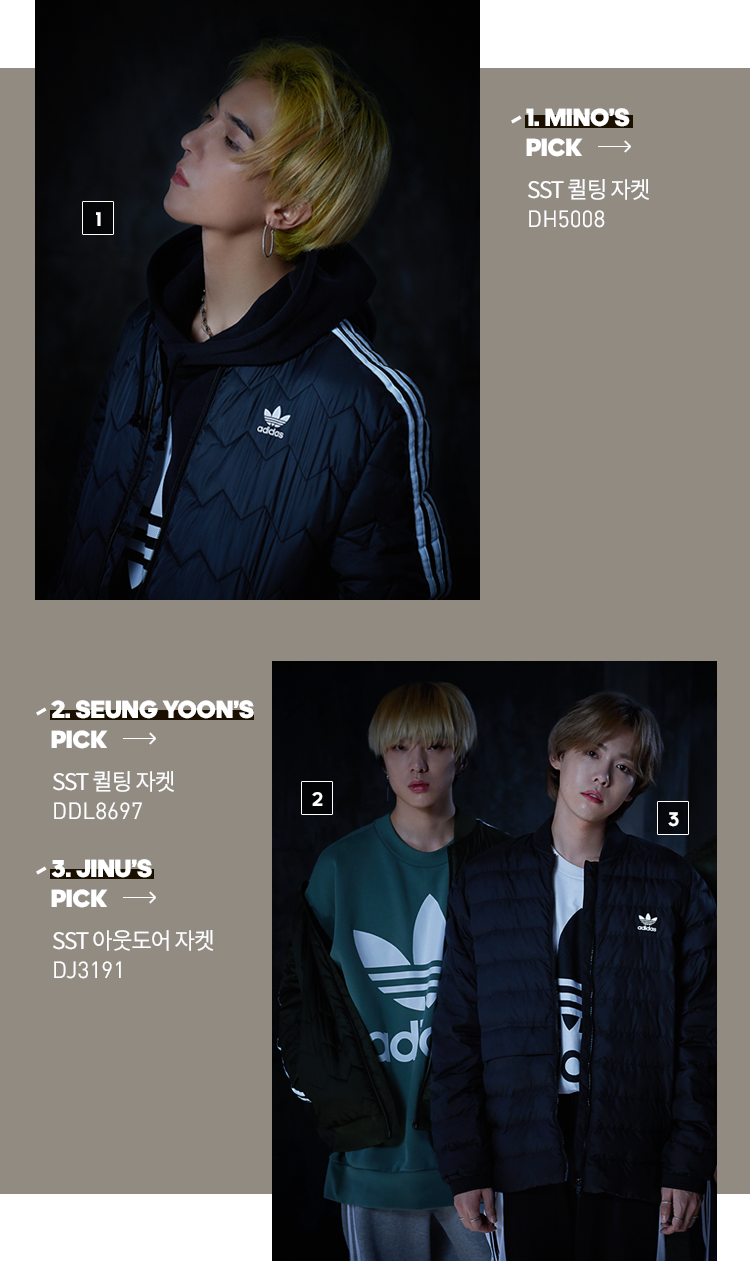 1. MINO'S
PICK →
SST 퀼팅 자켓
DH5008
1
adidas
2. SEUNG YOON'S
PICK →
SST 퀼팅 자켓
DDL8697
3. JINU'S
PICK →
SST 아웃도어 자켓
DJ3191
2
3
adidas